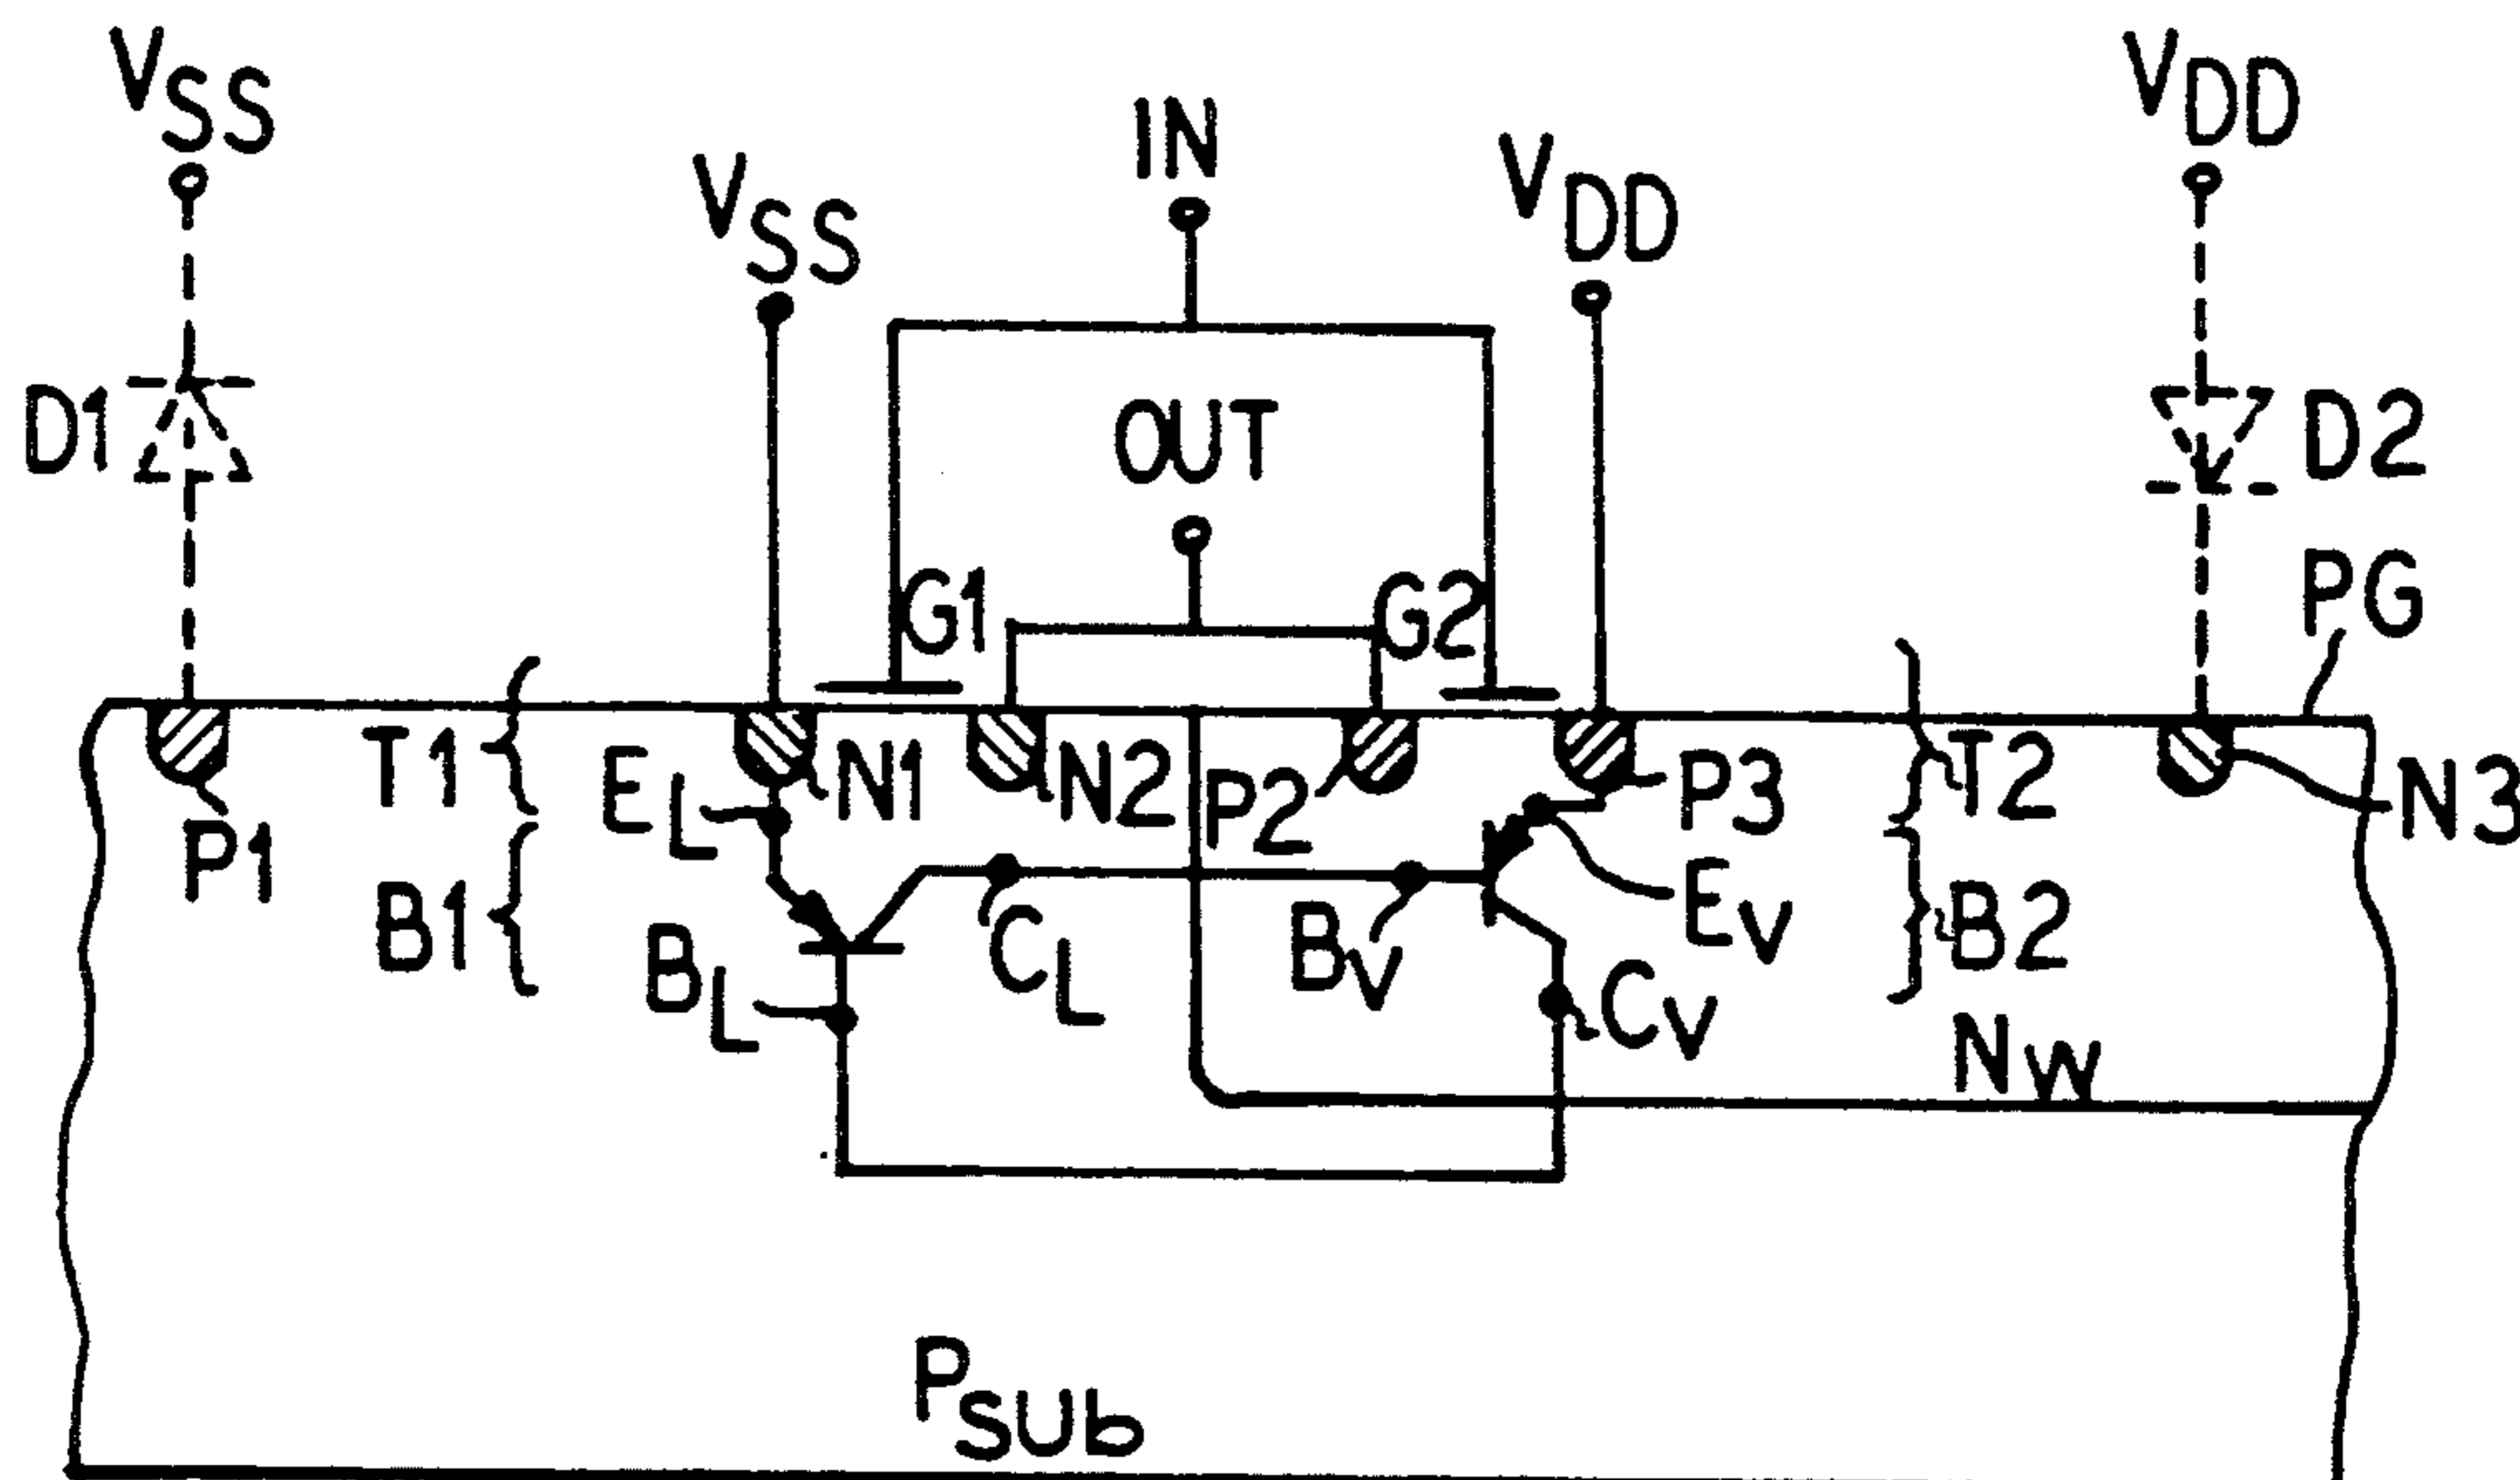 VSS
VDD
IN
VSS
VDD
D1
OUT
D2
G1
G2
PG
T1
EL
N1
N2
P2
P3
T2
N3
P1
B1
BL
CL
BV
EV
B2
CV
NW
PSUb